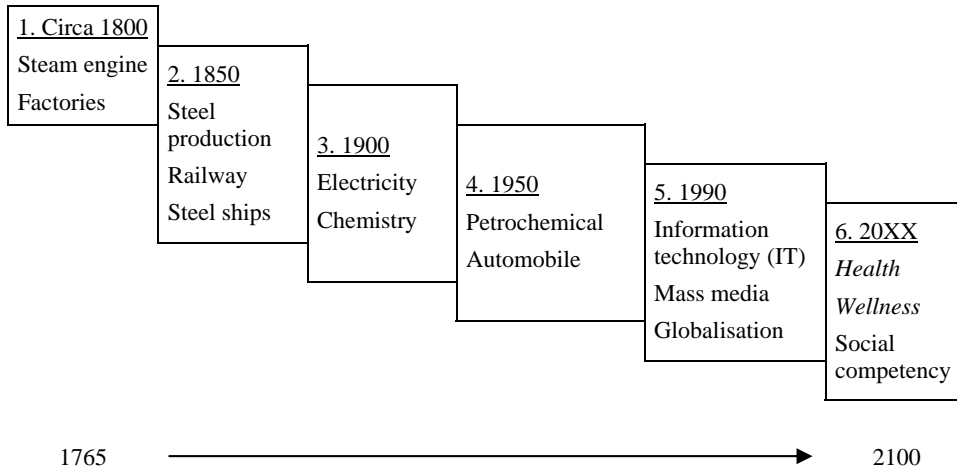 1. Circa 1800
Steam engine
Factories
2. 1850
Steel
production
Railway
Steel ships
3. 1900
Electricity
Chemistry
4. 1950
Petrochemical
Automobile
5. 1990
Information
technology (IT)
Mass media
Globalisation
6. 20XX
Health
Wellness
Social
competency
1765
2100